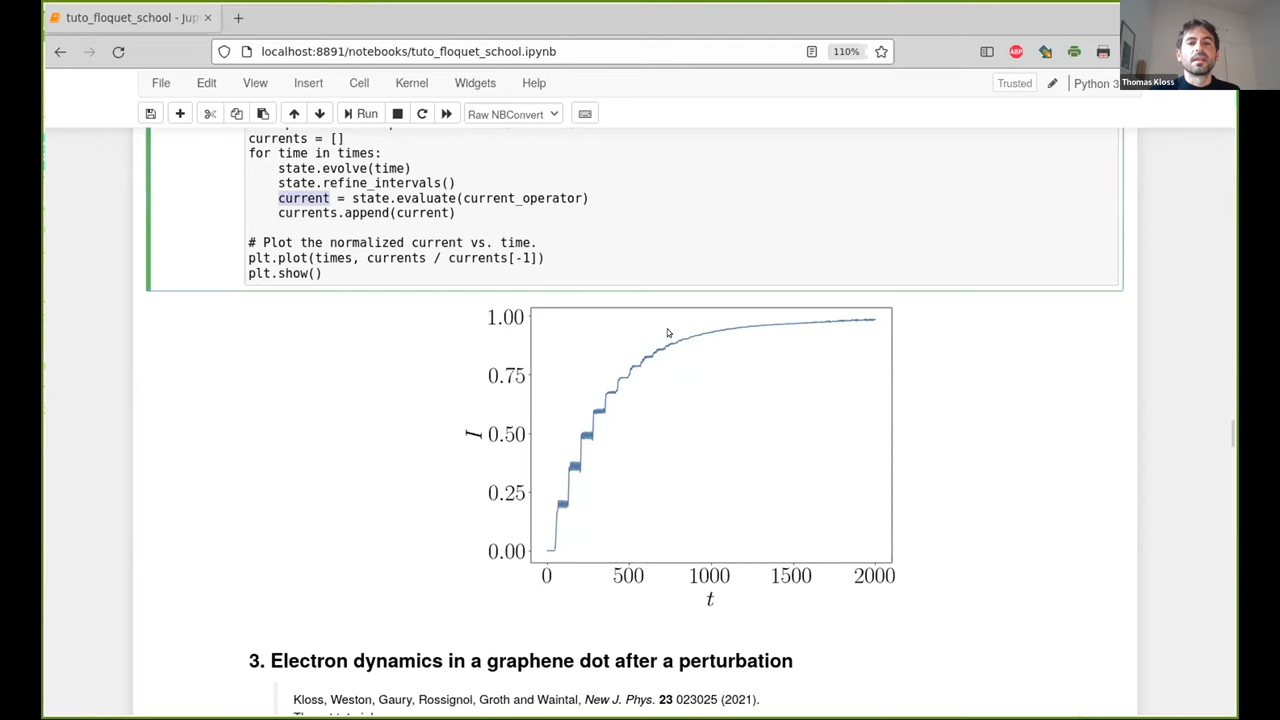 tuto_floquet_school - Jup
localhost:8891/notebooks/tuto_floquet_school.ipynb
110%
ABP
Thomas Kloss
File Edit View Insert Cell Kernel Widgets Help
Trusted
Python 3
Run
Raw NBConvert
currents = []
for time in times:
state.evolve(time)
state.refine_intervals()
current = state.evaluate(current_operator)
currents.append(current)
# Plot the normalized current vs. time.
plt.plot(times, currents / currents[-1])
plt.show()
1.00
0.75
I 0.50
0.25
0.00
0 500 1000 1500 2000
t
3. Electron dynamics in a graphene dot after a perturbation
Kloss, Weston, Gaury, Rossignol, Groth and Waintal, New J. Phys. 23 023025 (2021).